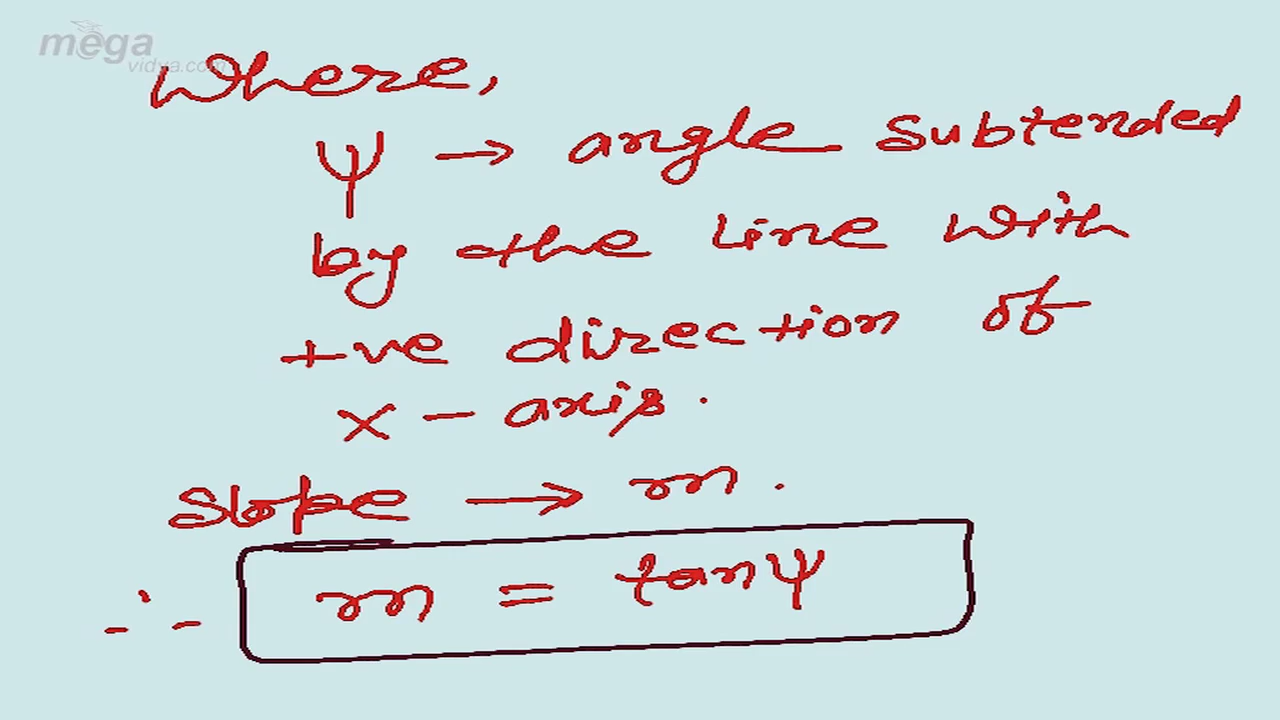 mega
vidya.com
Where,
ψ → angle subtended
by the line with
+ve direction of
x - axis.
Slope → m.
∴ m = tanψ